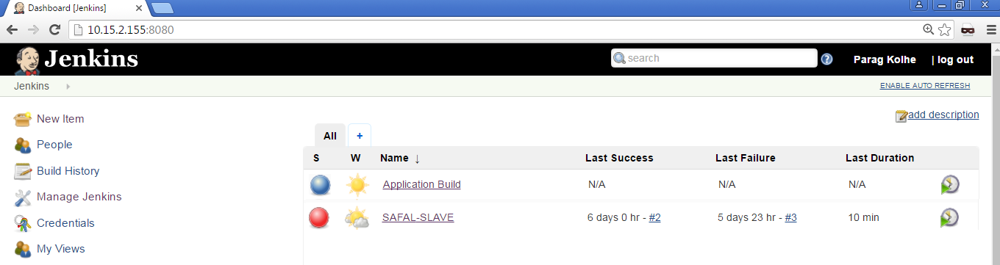 Dashboard [Jenkins]
10.15.2.155:8080
Jenkins
search
Parag Kolhe
| log out
Jenkins
ENABLE AUTO REFRESH
New Item
People
Build History
Manage Jenkins
Credentials
My Views
add description
All +
S W Name ↓ Last Success Last Failure Last Duration
Application Build N/A N/A N/A
SAFAL-SLAVE 6 days 0 hr - #2 5 days 23 hr - #3 10 min